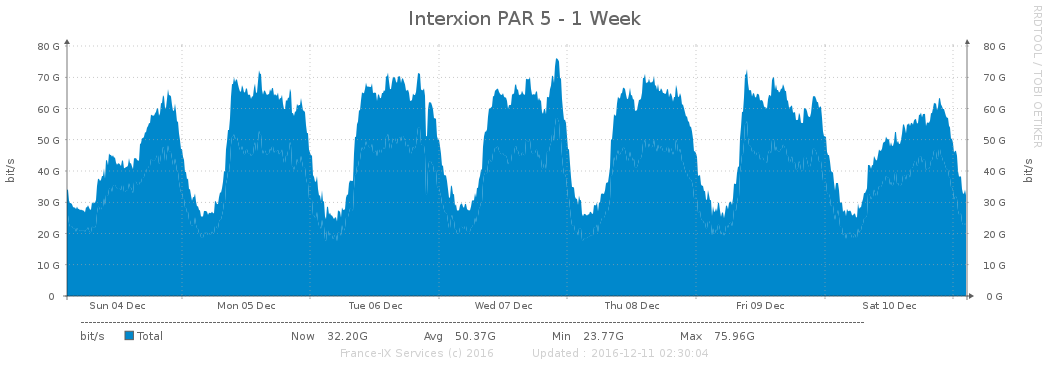 Interxion PAR 5 - 1 Week
RRDTOOL / TOBI OETIKER
bit/s
80 G
70 G
60 G
50 G
40 G
30 G
20 G
10 G
0
80 G
70 G
60 G
50 G
40 G
30 G
20 G
10 G
0 G
bit/s
Sun 04 Dec Mon 05 Dec Tue 06 Dec Wed 07 Dec Thu 08 Dec Fri 09 Dec Sat 10 Dec
bit/s Total Now 32.20G Avg 50.37G Min 23.77G Max 75.96G
France-IX Services (c) 2016 Updated : 2016-12-11 02:30:04